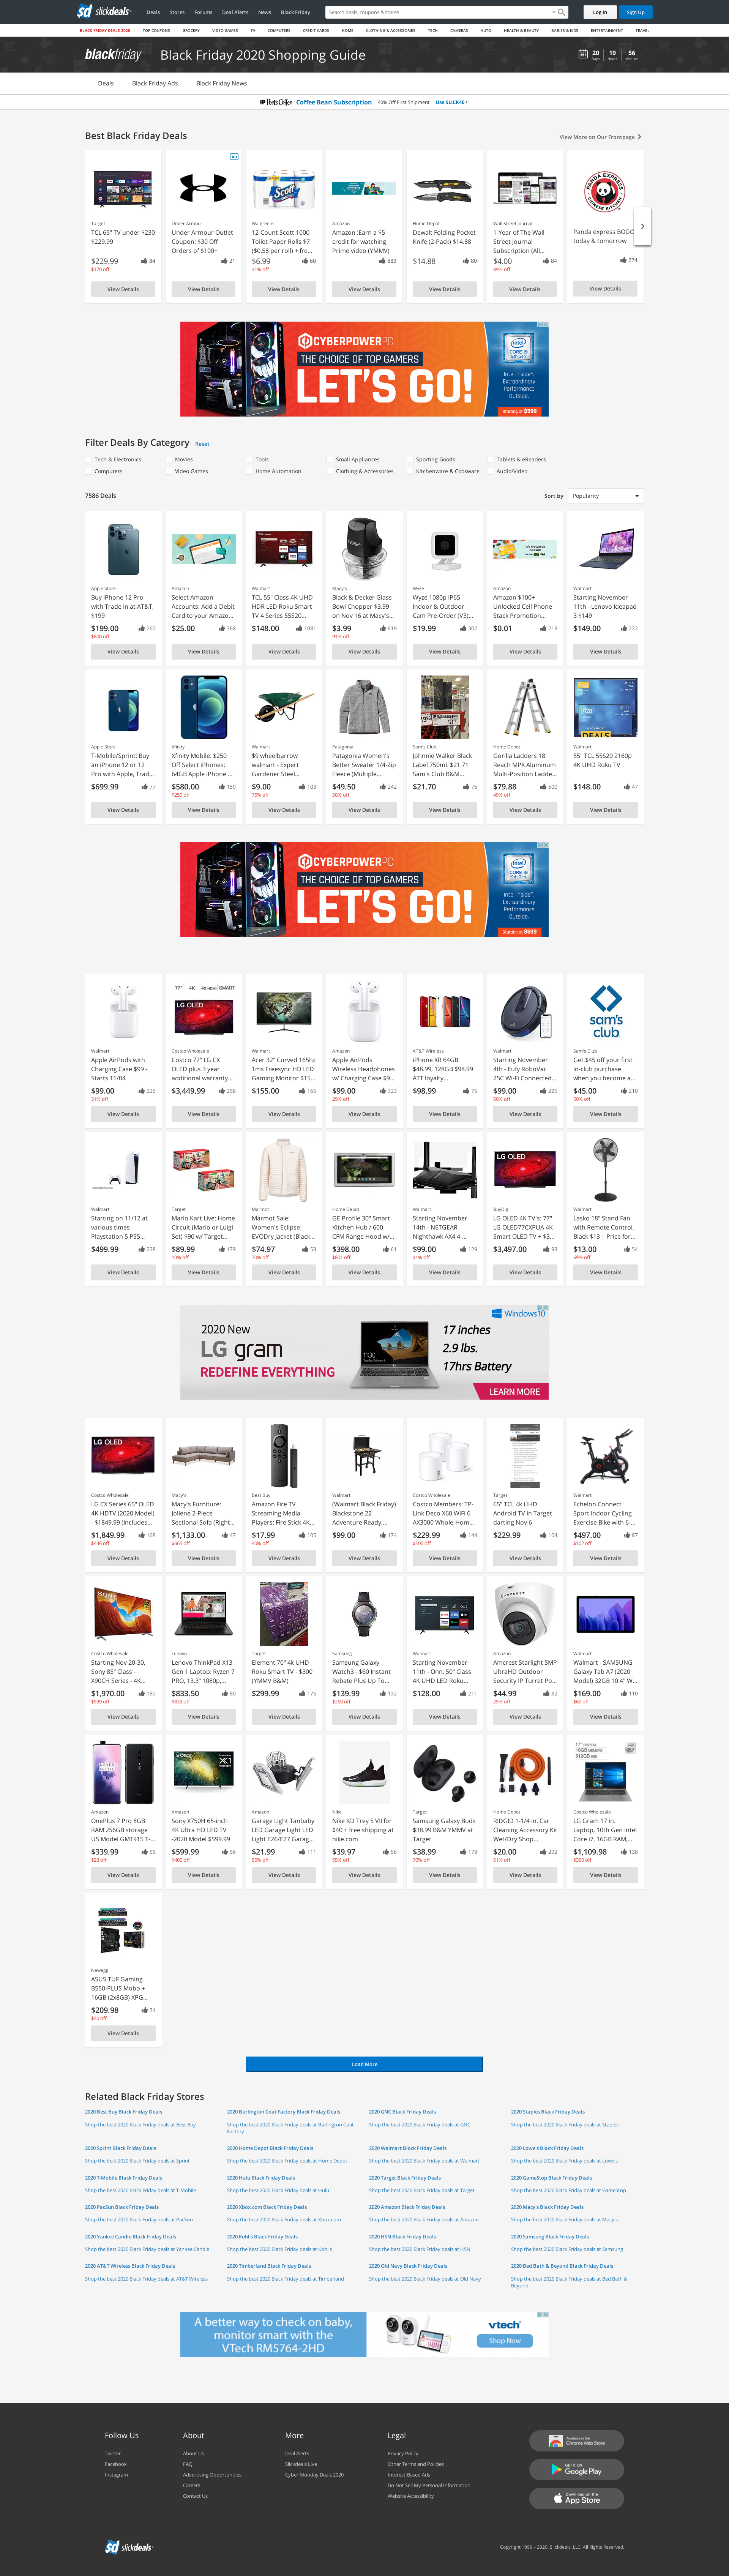 slickdeals
Deals Stores Forums Deal Alerts News Black Friday
Search deals, coupons & stores
Log In
Sign Up
BLACK FRIDAY DEALS 2020 TOP COUPONS GROCERY VIDEO GAMES TV COMPUTERS CREDIT CARDS HOME CLOTHING & ACCESSORIES TECH CAMERAS AUTO HEALTH & BEAUTY BABIES & KIDS ENTERTAINMENT TRAVEL
blackfriday Black Friday 2020 Shopping Guide
20 Days 19 Hours 56 Minutes
Deals Black Friday Ads Black Friday News
Peet's Coffee Coffee Bean Subscription 40% Off First Shipment Use SLICK40
Best Black Friday Deals
View More on Our Frontpage
Target
TCL 65" TV under $230 $229.99
$229.99 84
$170 off
View Details
AD
Under Armour
Under Armour Outlet Coupon: $30 Off Orders of $100+
21
View Details
Walgreens
12-Count Scott 1000 Toilet Paper Rolls $7 ($0.58 per roll) + fre...
$6.99 60
41% off
View Details
Amazon
Amazon :Earn a $5 credit for watching Prime video (YMMV)
883
View Details
Home Depot
Dewalt Folding Pocket Knife (2-Pack) $14.88
$14.88 80
View Details
Wall Street Journal
1-Year of The Wall Street Journal Subscription (All...
$4.00 84
89% off
View Details
Panda express BOGO today & tomorrow
274
View Details
CYBERPOWERPC
THE CHOICE OF TOP GAMERS
LET'S GO!
intel CORE i9 9th Gen
Intel Inside®. Extraordinary Performance Outside.
Starting at $999
Filter Deals By Category Reset
Tech & Electronics Movies Tools Small Appliances Sporting Goods Tablets & eReaders
Computers Video Games Home Automation Clothing & Accessories Kitchenware & Cookware Audio/Video
7586 Deals
Sort by Popularity
Apple Store
Buy iPhone 12 Pro with Trade in at AT&T, $199
$199.00 260
$800 off
View Details
Amazon
Select Amazon Accounts: Add a Debit Card to your Amazo...
$25.00 368
View Details
Walmart
TCL 55" Class 4K UHD HDR LED Roku Smart TV 4 Series 55S20...
$148.00 1081
View Details
Macy's
Black & Decker Glass Bowl Chopper $3.99 on Nov 16 at Macy's...
$3.99 619
91% off
View Details
Wyze
Wyze 1080p IP65 Indoor & Outdoor Cam Pre-Order (V3)...
$19.99 302
View Details
Amazon
Amazon $100+ Unlocked Cell Phone Stack Promotion...
$0.01 218
View Details
Walmart
Starting November 11th - Lenovo Ideapad 3 $149
$149.00 222
View Details
Apple Store
T-Mobile/Sprint: Buy an iPhone 12 or 12 Pro with Apple, Trad...
$699.99 77
View Details
Xfinity
Xfinity Mobile: $250 Off Select iPhones: 64GB Apple iPhone ...
$580.00 159
$250 off
View Details
Walmart
$9 wheelbarrow walmart - Expert Gardener Steel...
$9.00 103
75% off
View Details
Patagonia
Patagonia Women's Better Sweater 1/4-Zip Fleece (Multiple...
$49.50 242
50% off
View Details
Sam's Club
Johnnie Walker Black Label 750mL $21.71 Sam's Club B&M...
$21.70 75
View Details
Home Depot
Gorilla Ladders 18' Reach MPX Aluminum Multi-Position Ladde...
$79.88 500
49% off
View Details
Walmart
55" TCL 55S20 2160p 4K UHD Roku TV
$148.00 47
View Details
CYBERPOWERPC
THE CHOICE OF TOP GAMERS
LET'S GO!
intel CORE i9 9th Gen
Intel Inside®. Extraordinary Performance Outside.
Starting at $999
Walmart
Apple AirPods with Charging Case $99 - Starts 11/04
$99.00 225
31% off
View Details
77" 4K 4K HDMI SMART
LG OLED
Costco Wholesale
Costco 77" LG CX OLED plus 3 year additional warranty...
$3,449.99 258
View Details
Walmart
Acer 32" Curved 165hz 1ms Freesync HD LED Gaming Monitor $15...
$155.00 166
View Details
Amazon
Apple AirPods Wireless Headphones w/ Charging Case $9...
$99.00 323
29% off
View Details
AT&T Wireless
iPhone XR 64GB $48.99, 128GB $98.99 ATT loyalty...
$98.99 75
View Details
Walmart
Starting November 4th - Eufy RoboVac 25C Wi-Fi Connected...
$99.00 225
60% off
View Details
sam's club
Sam's Club
Get $45 off your first in-club purchase when you become a...
$45.00 210
50% off
View Details
Walmart
Starting on 11/12 at various times Playstation 5 PS5...
$499.99 228
View Details
Target
Mario Kart Live: Home Circuit (Mario or Luigi Set) $90 w/ Target...
$89.99 179
View Details
Marmot
Marmot Sale: Women's Eclipse EVODry Jacket (Black...
$74.97 53
70% off
View Details
Home Depot
GE Profile 30" Smart Kitchen Hub / 600 CFM Range Hood w/...
$398.00 61
$801 off
View Details
Walmart
Starting November 14th - NETGEAR Nighthawk AX4 4-...
$99.00 129
41% off
View Details
LG OLED
BuyDig
LG OLED 4K TV's: 77" LG OLED77CXPUA 4K Smart OLED TV + $3...
$3,497.00 93
View Details
Walmart
Lasko 18" Stand Fan with Remote Control, Black $13 | Price for...
$13.00 54
69% off
View Details
Windows 10
2020 New
LG gram
REDEFINE EVERYTHING
17 inches
2.9 lbs.
17hrs Battery
LEARN MORE
LG OLED
Costco Wholesale
LG CX Series 65" OLED 4K HDTV (2020 Model) - $1849.99 (Includes...
$1,849.99 168
$446 off
View Details
Macy's
Macy's Furniture: Jollene 2-Piece Sectional Sofa (Right...
$1,133.00 47
$665 off
View Details
Best Buy
Amazon Fire TV Streaming Media Players: Fire Stick 4K...
$17.99 105
40% off
View Details
Walmart
(Walmart Black Friday) Blackstone 22 Adventure Ready,...
$99.00 174
View Details
Costco Wholesale
Costco Members: TP-Link Deco X60 WiFi 6 AX3000 Whole-Hom...
$229.99 144
$100 off
View Details
Target
65" TCL 4k UHD Android TV in Target darting Nov 6
$229.99 104
View Details
Walmart
Echelon Connect Sport Indoor Cycling Exercise Bike with 6-...
$497.00 87
$102 off
View Details
SONY
Costco Wholesale
Starting Nov 20-30, Sony 85" Class - X90CH Series - 4K...
$1,970.00 180
$599 off
View Details
Lenovo
Lenovo ThinkPad X13 Gen 1 Laptop: Ryzen 7 PRO, 13.3" 1080p,...
$833.50 80
$833 off
View Details
Target
Element 70" 4k UHD Roku Smart TV - $300 (YMMV B&M)
$299.99 175
View Details
Samsung
Samsung Galaxy Watch3 - $60 Instant Rebate Plus Up To...
$139.99 132
$260 off
View Details
Walmart
Starting November 11th - Onn. 50" Class 4K UHD LED Roku...
$128.00 211
View Details
AMCREST
Amazon
Amcrest Starlight 5MP UltraHD Outdoor Security IP Turret Po...
$44.99 82
25% off
View Details
Walmart
Walmart - SAMSUNG Galaxy Tab A7 (2020 Model) 32GB 10.4" W...
$169.00 110
$60 off
View Details
Amazon
OnePlus 7 Pro 8GB RAM 256GB storage US Model GM1915 T-...
$339.99 56
$23 off
View Details
SONY X1
Amazon
Sony X750H 65-inch 4K Ultra HD LED TV -2020 Model $599.99
$599.99 56
$400 off
View Details
Amazon
Garage Light Tanbaby LED Garage Light LED Light E26/E27 Garag...
$21.99 111
56% off
View Details
Nike
Nike KD Trey 5 VII for $40 + free shipping at nike.com
$39.97 56
55% off
View Details
Target
Samsung Galaxy Buds $38.99 B&M YMMV at Target
$38.99 178
70% off
View Details
Home Depot
RIDGID 1-1/4 in. Car Cleaning Accessory Kit Wet/Dry Shop...
$20.00 292
51% off
View Details
17" DISPLAY 16GB MEMORY 512GB SSD
Costco Wholesale
LG Gram 17 in. Laptop, 10th Gen Intel Core i7, 16GB RAM,...
$1,109.98 138
$390 off
View Details
Newegg
ASUS TUF Gaming B550-PLUS Mobo + 16GB (2x8GB) XPG...
$209.98 34
$40 off
View Details
Load More
Related Black Friday Stores
2020 Best Buy Black Friday Deals
Shop the best 2020 Black Friday deals at Best Buy
2020 Burlington Coat Factory Black Friday Deals
Shop the best 2020 Black Friday deals at Burlington Coat Factory
2020 GNC Black Friday Deals
Shop the best 2020 Black Friday deals at GNC
2020 Staples Black Friday Deals
Shop the best 2020 Black Friday deals at Staples
2020 Sprint Black Friday Deals
Shop the best 2020 Black Friday deals at Sprint
2020 Home Depot Black Friday Deals
Shop the best 2020 Black Friday deals at Home Depot
2020 Walmart Black Friday Deals
Shop the best 2020 Black Friday deals at Walmart
2020 Lowe's Black Friday Deals
Shop the best 2020 Black Friday deals at Lowe's
2020 T-Mobile Black Friday Deals
Shop the best 2020 Black Friday deals at T-Mobile
2020 Hulu Black Friday Deals
Shop the best 2020 Black Friday deals at Hulu
2020 Target Black Friday Deals
Shop the best 2020 Black Friday deals at Target
2020 GameStop Black Friday Deals
Shop the best 2020 Black Friday deals at GameStop
2020 PacSun Black Friday Deals
Shop the best 2020 Black Friday deals at PacSun
2020 Xbox.com Black Friday Deals
Shop the best 2020 Black Friday deals at Xbox.com
2020 Amazon Black Friday Deals
Shop the best 2020 Black Friday deals at Amazon
2020 Macy's Black Friday Deals
Shop the best 2020 Black Friday deals at Macy's
2020 Yankee Candle Black Friday Deals
Shop the best 2020 Black Friday deals at Yankee Candle
2020 Kohl's Black Friday Deals
Shop the best 2020 Black Friday deals at Kohl's
2020 HSN Black Friday Deals
Shop the best 2020 Black Friday deals at HSN
2020 Samsung Black Friday Deals
Shop the best 2020 Black Friday deals at Samsung
2020 AT&T Wireless Black Friday Deals
Shop the best 2020 Black Friday deals at AT&T Wireless
2020 Timberland Black Friday Deals
Shop the best 2020 Black Friday deals at Timberland
2020 Old Navy Black Friday Deals
Shop the best 2020 Black Friday deals at Old Navy
2020 Bed Bath & Beyond Black Friday Deals
Shop the best 2020 Black Friday deals at Bed Bath & Beyond
A better way to check on baby,
monitor smart with the
VTech RM5764-2HD
vtech
Shop Now
Follow Us
Twitter
Facebook
Instagram
About
About Us
FAQ
Advertising Opportunities
Careers
Contact Us
More
Deal Alerts
Slickdeals Live
Cyber Monday Deals 2020
Legal
Privacy Policy
Other Terms and Policies
Interest-Based Ads
Do Not Sell My Personal Information
Website Accessibility
Available in the Chrome Web Store
GET IT ON Google Play
Download on the App Store
slickdeals
Copyright 1999 - 2020. Slickdeals, LLC. All Rights Reserved.